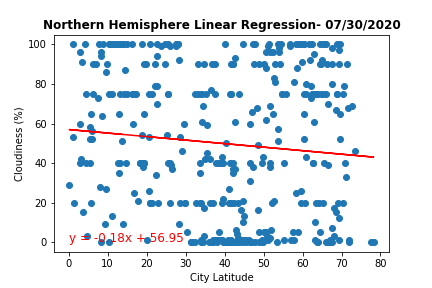 Northern Hemisphere Linear Regression- 07/30/2020
Cloudiness (%)
100
80
60
40
20
0
y = -0.18x + 56.95
0 10 20 30 40 50 60 70 80
City Latitude